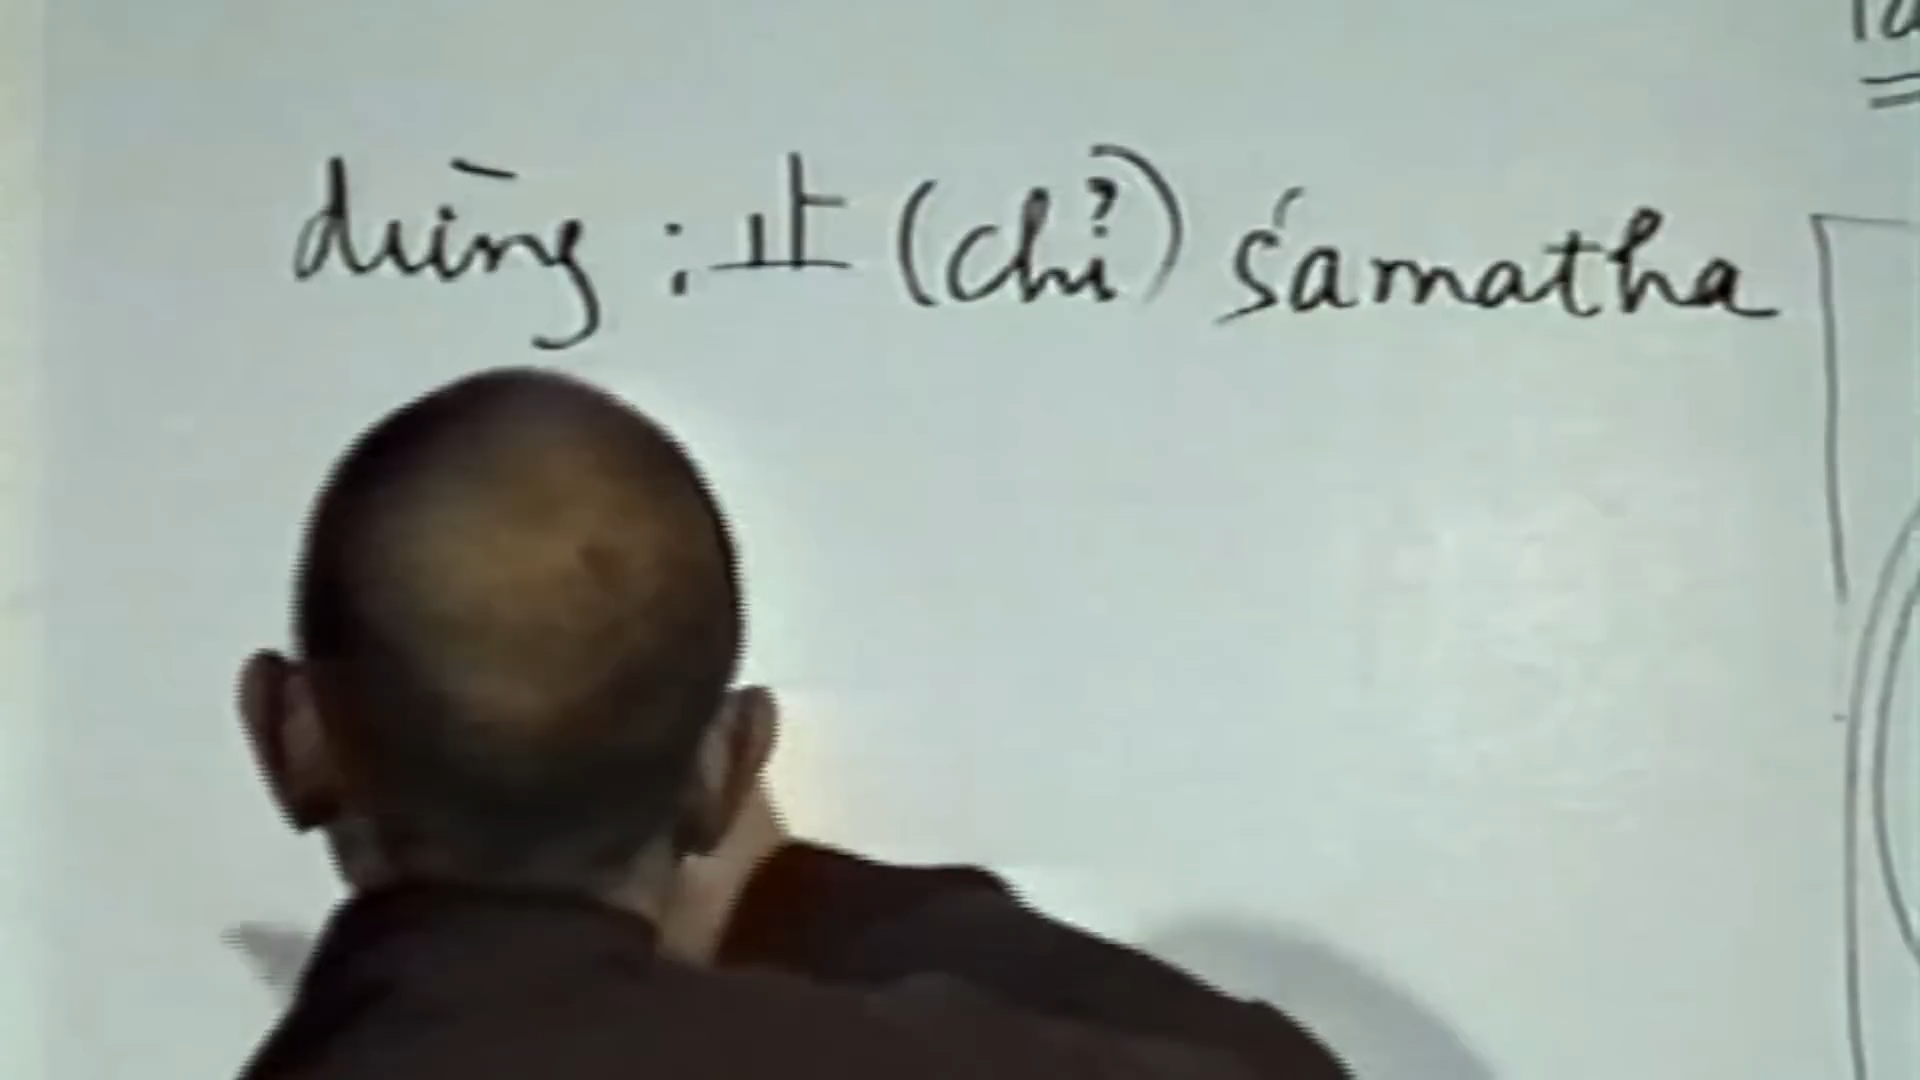 dừng : 止 (chỉ) śamatha